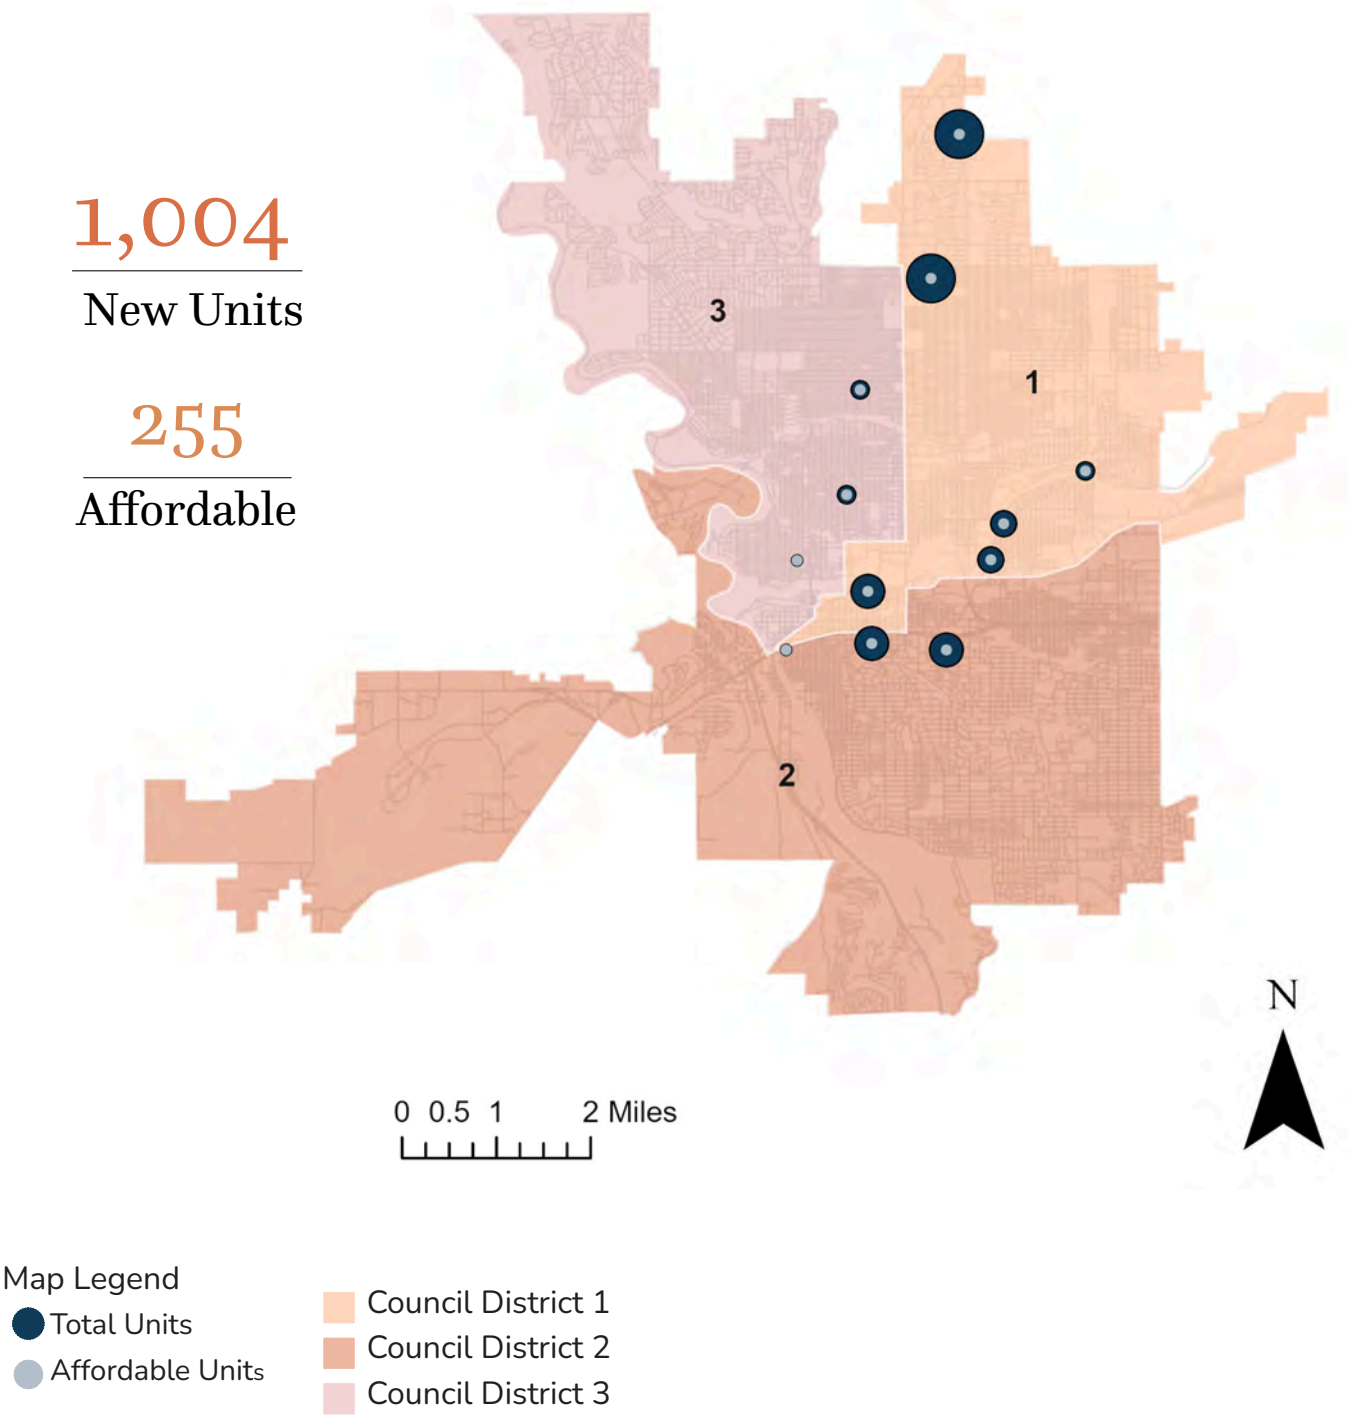 1,004
New Units
255
Affordable
3
1
2
N
0 0.5 1 2 Miles
Map Legend
Total Units
Affordable Units
Council District 1
Council District 2
Council District 3